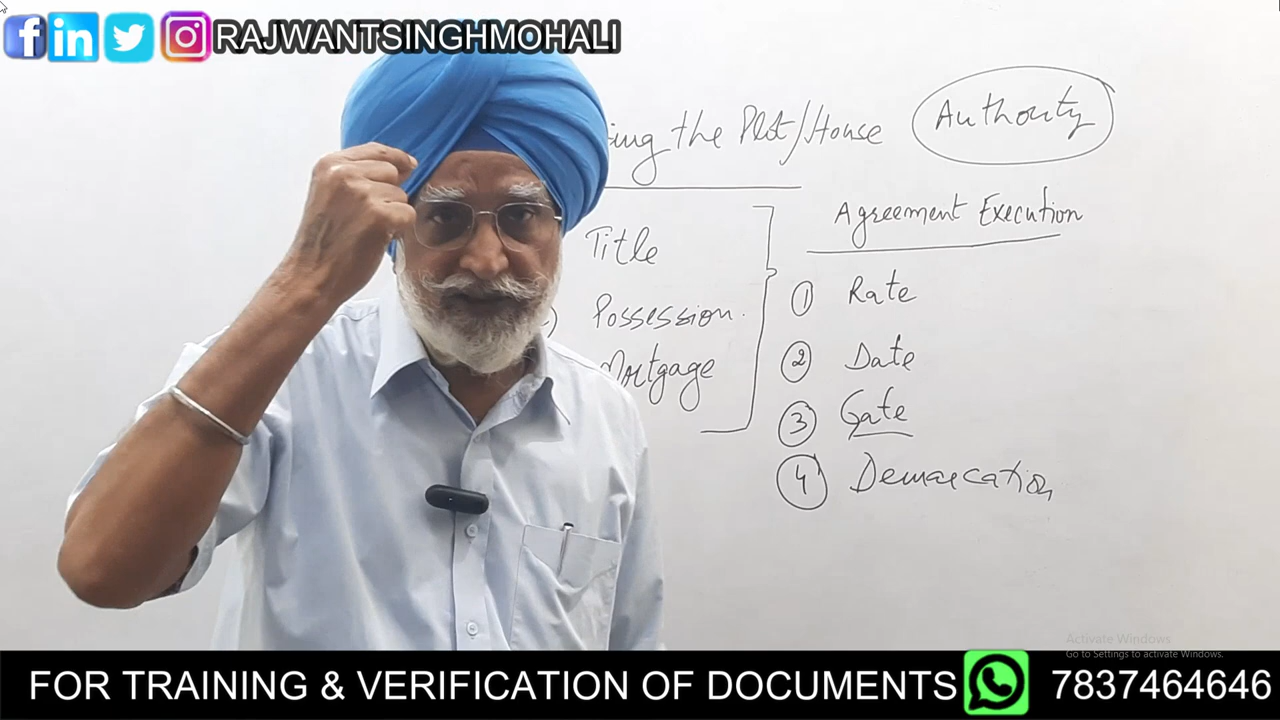 RAJWANTSINGHMOHALI
ing the Plot/House
Authority
Title
Possession.
Mortgage
Agreement Execution
① Rate
② Date
③ Gate
④ Demarcation
Activate Windows
Go to Settings to activate Windows.
FOR TRAINING & VERIFICATION OF DOCUMENTS 7837464646